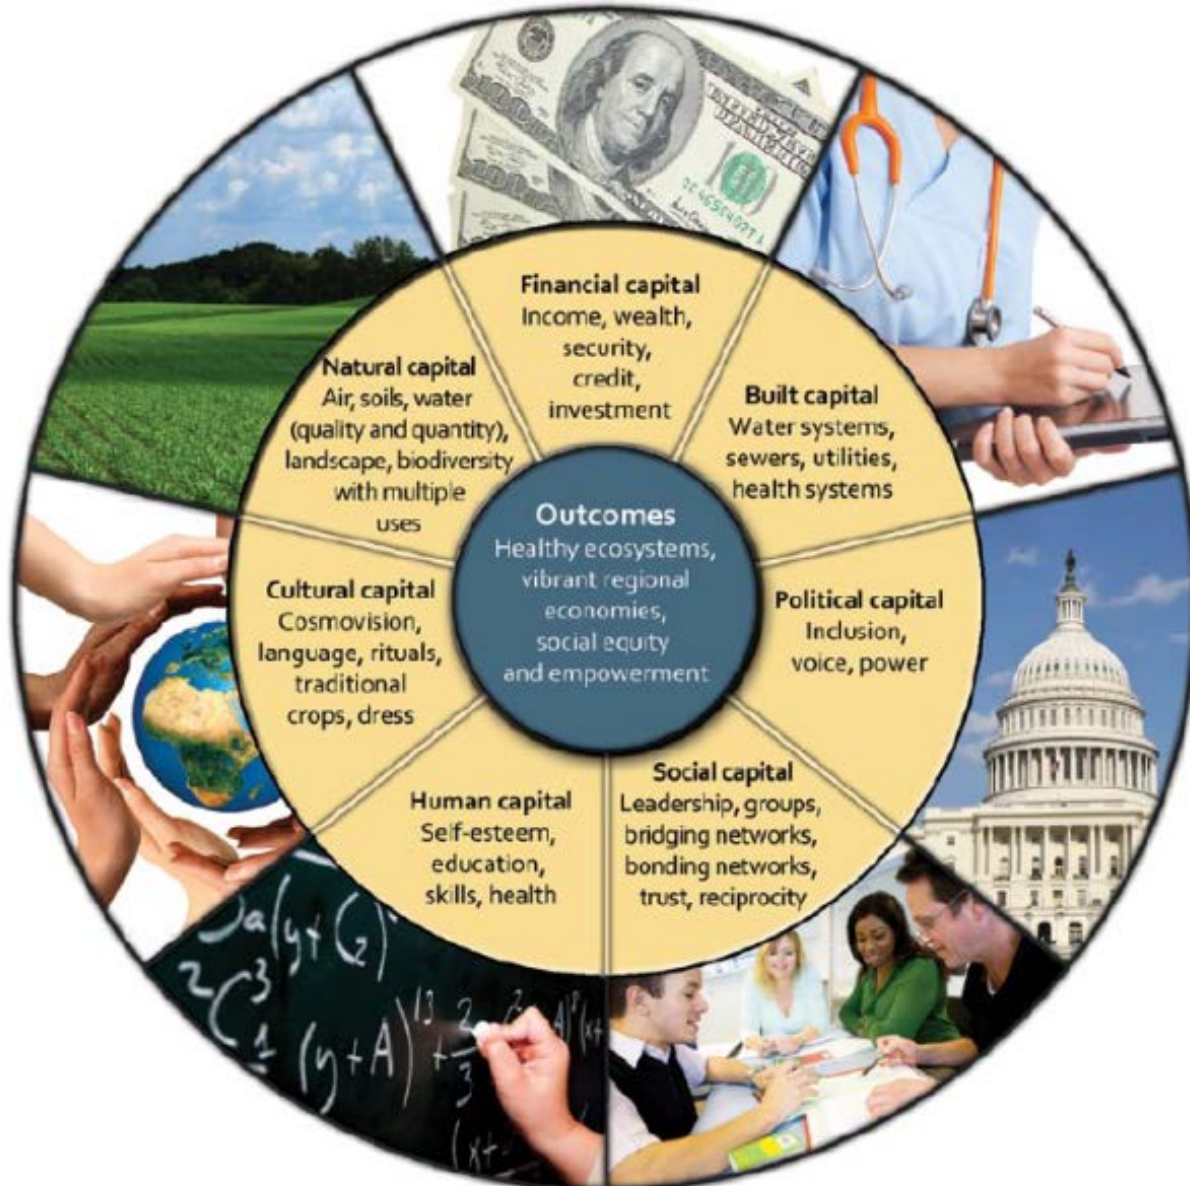 Financial capital
Income, wealth,
security,
credit,
investment
Built capital
Water systems,
sewers, utilities,
health systems
Political capital
Inclusion,
voice, power
Social capital
Leadership, groups,
bridging networks,
bonding networks,
trust, reciprocity
Human capital
Self-esteem,
education,
skills, health
Cultural capital
Cosmovision,
language, rituals,
traditional
crops, dress
Natural capital
Air, soils, water
(quality and quantity),
landscape, biodiversity
with multiple
uses
Outcomes
Healthy ecosystems,
vibrant regional
economies,
social equity
and empowerment